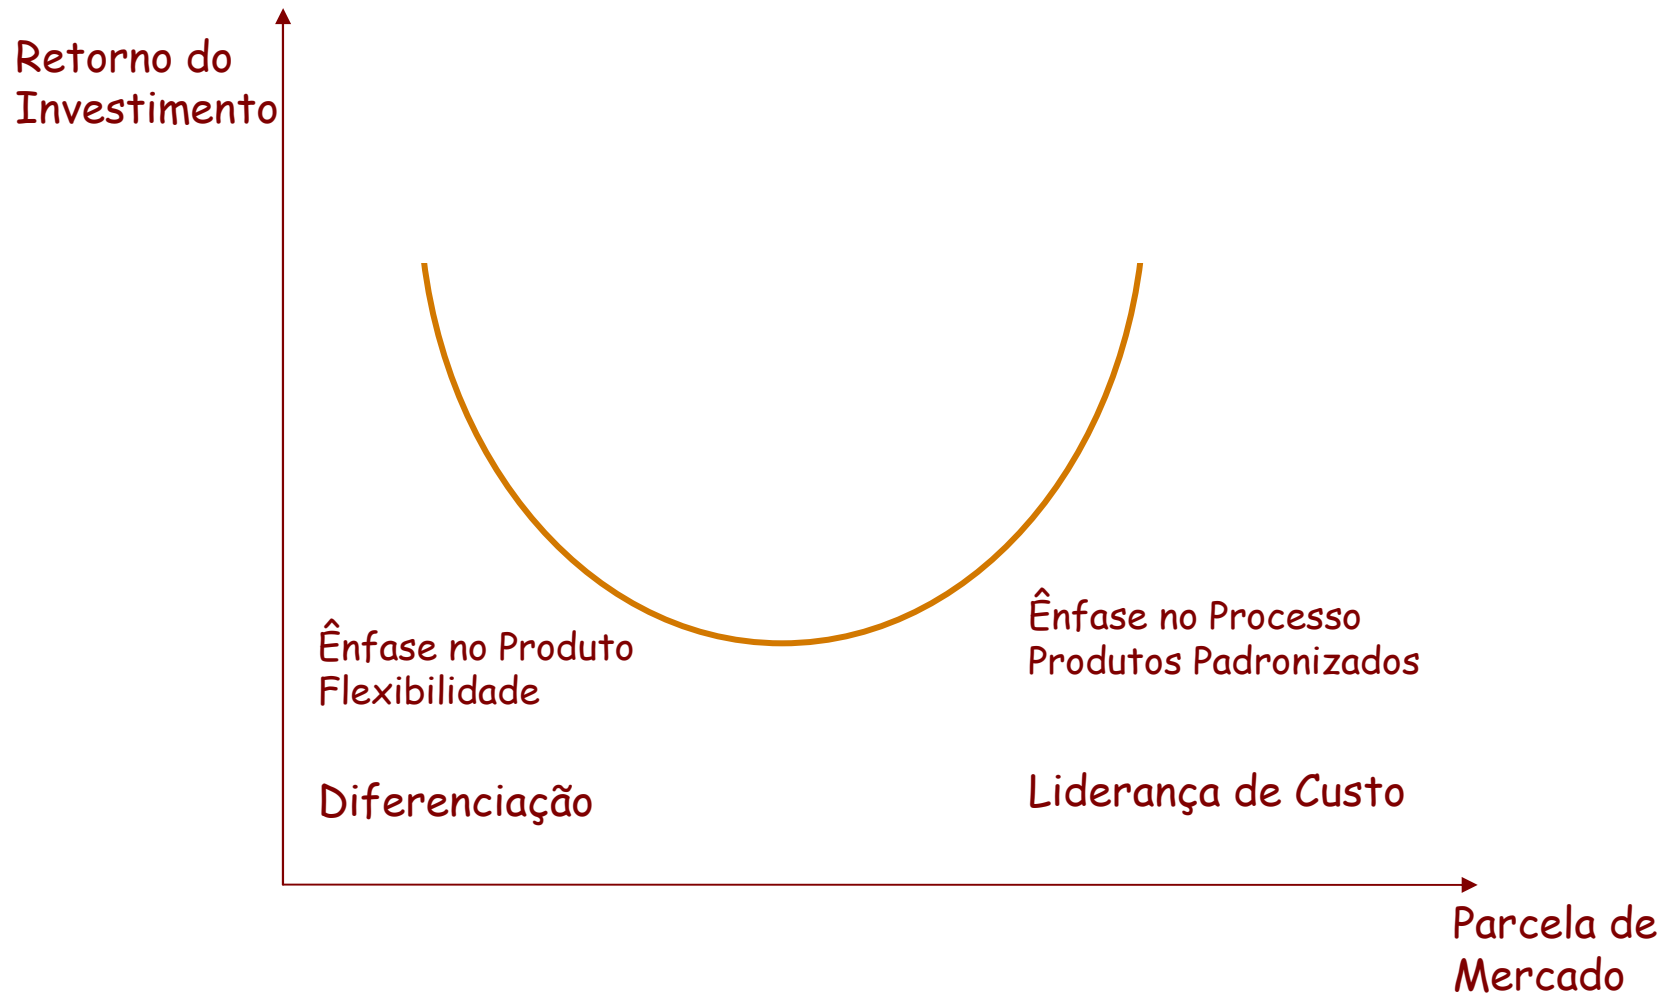 Retorno do
Investimento
Ênfase no Produto
Flexibilidade
Diferenciação
Ênfase no Processo
Produtos Padronizados
Liderança de Custo
Parcela de
Mercado